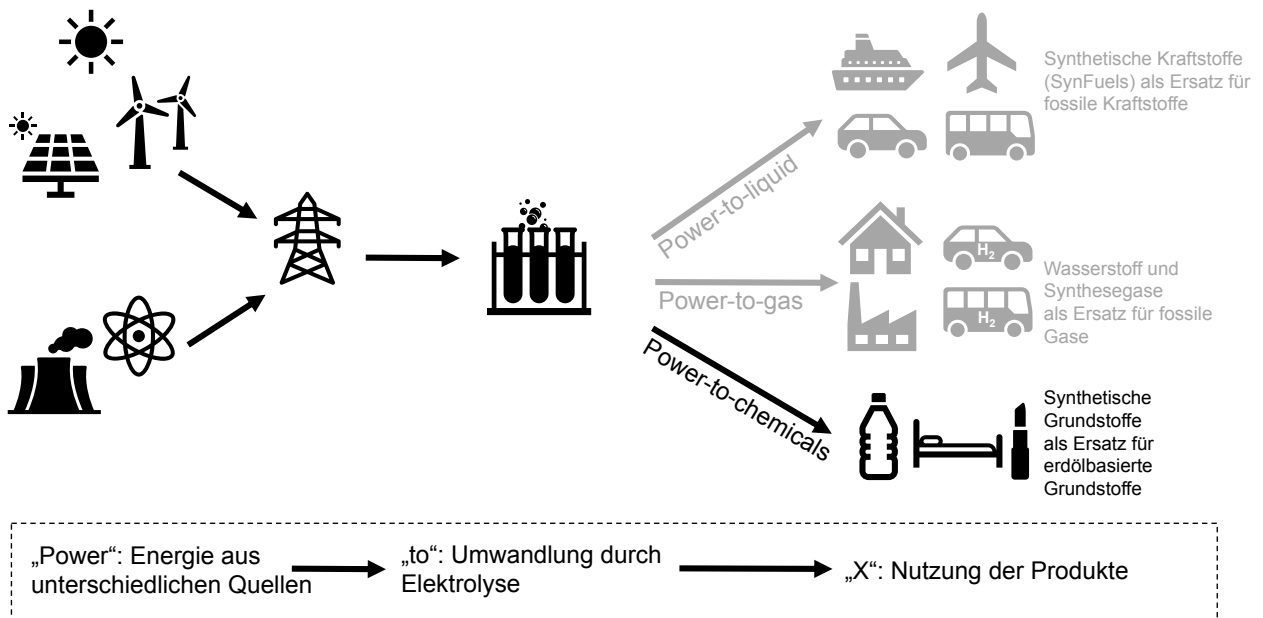 Synthetische Kraftstoffe
(SynFuels) als Ersatz für
fossile Kraftstoffe
Power-to-liquid
Power-to-gas
H2
H2
Wasserstoff und
Synthesegase
als Ersatz für fossile
Gase
Power-to-chemicals
Synthetische
Grundstoffe
als Ersatz für
erdölbasierte
Grundstoffe
„Power“: Energie aus
unterschiedlichen Quellen
„to“: Umwandlung durch
Elektrolyse
„X“: Nutzung der Produkte